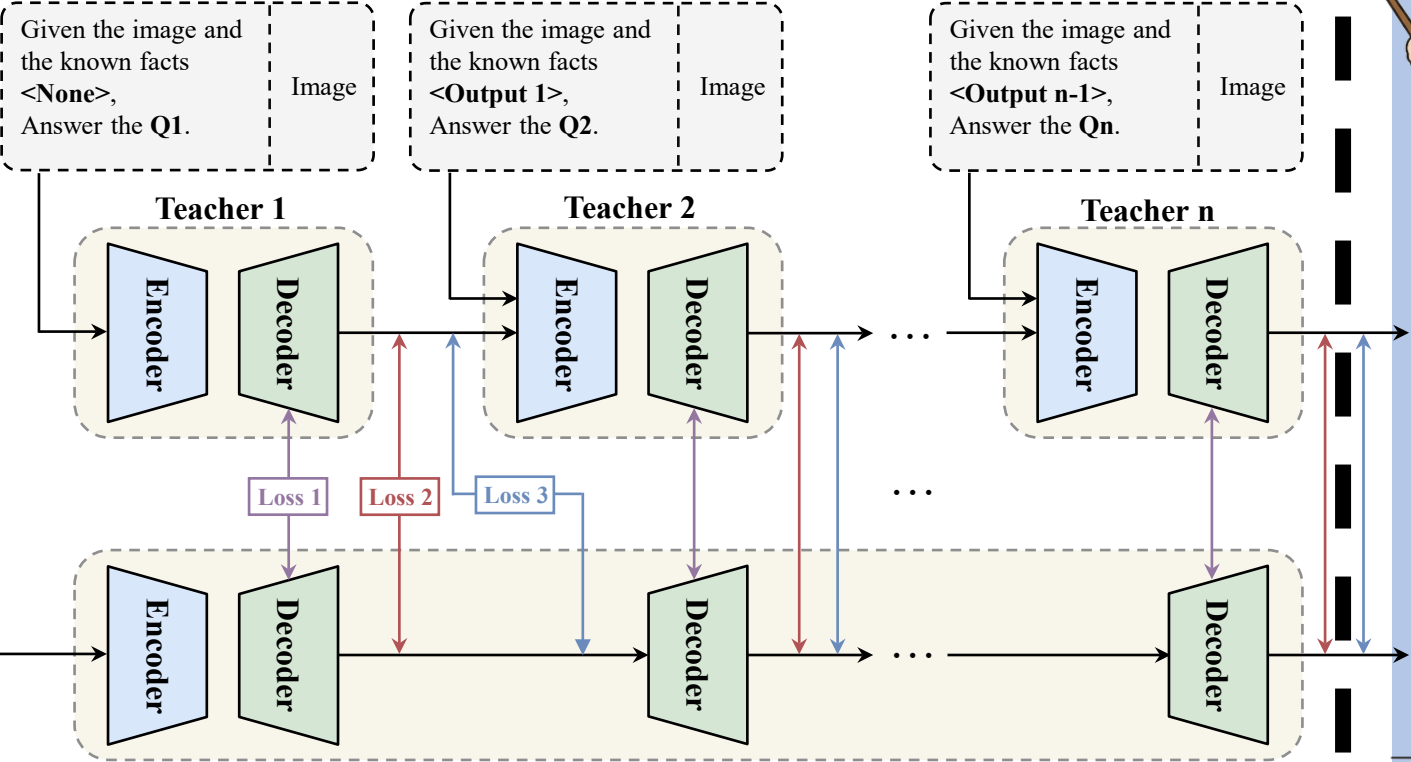 Given the image and
the known facts
<None>,
Answer the Q1.
Image
Given the image and
the known facts
<Output 1>,
Answer the Q2.
Image
Given the image and
the known facts
<Output n-1>,
Answer the Qn.
Image
Teacher 1
Teacher 2
Teacher n
Encoder
Decoder
Encoder
Decoder
...
Encoder
Decoder
Loss 1
Loss 2
Loss 3
...
Encoder
Decoder
Decoder
...
Decoder